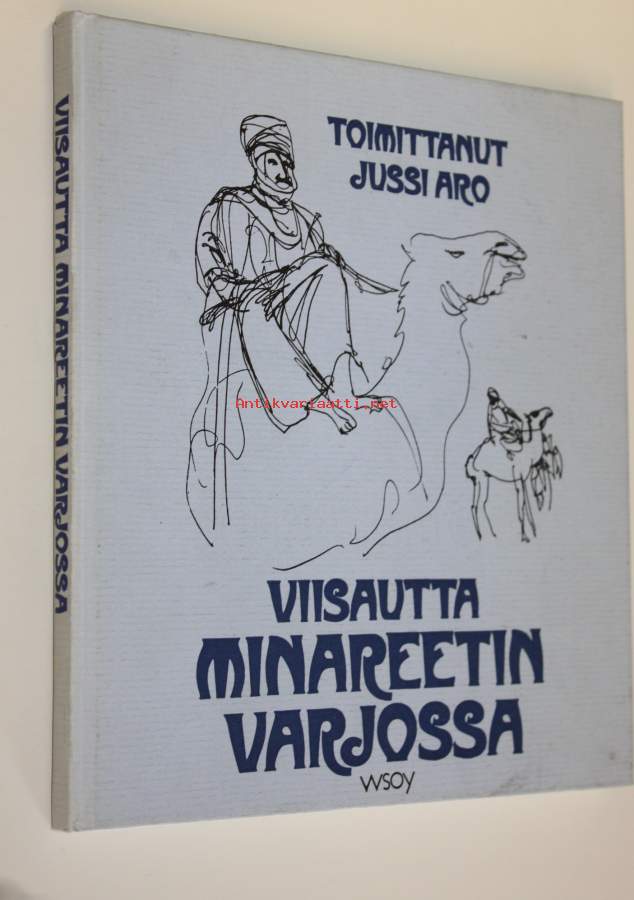 TOIMITTANUT
JUSSI ARO
Antikvariaatti.net
VIISAUTTA
MINAREETIN
VARJOSSA
WSOY
VIISAUTTA MINAREETIN VARJOSSA